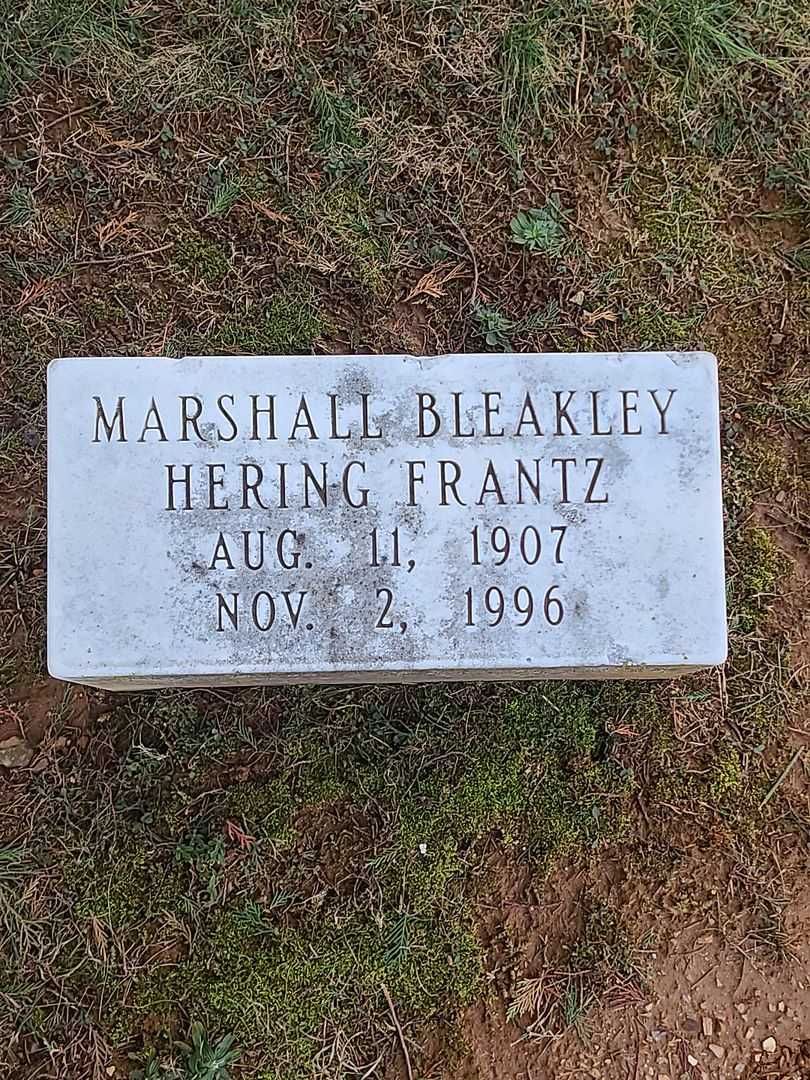 MARSHALL BLEAKLEY
HERING FRANTZ
AUG. 11, 1907
NOV. 2, 1996